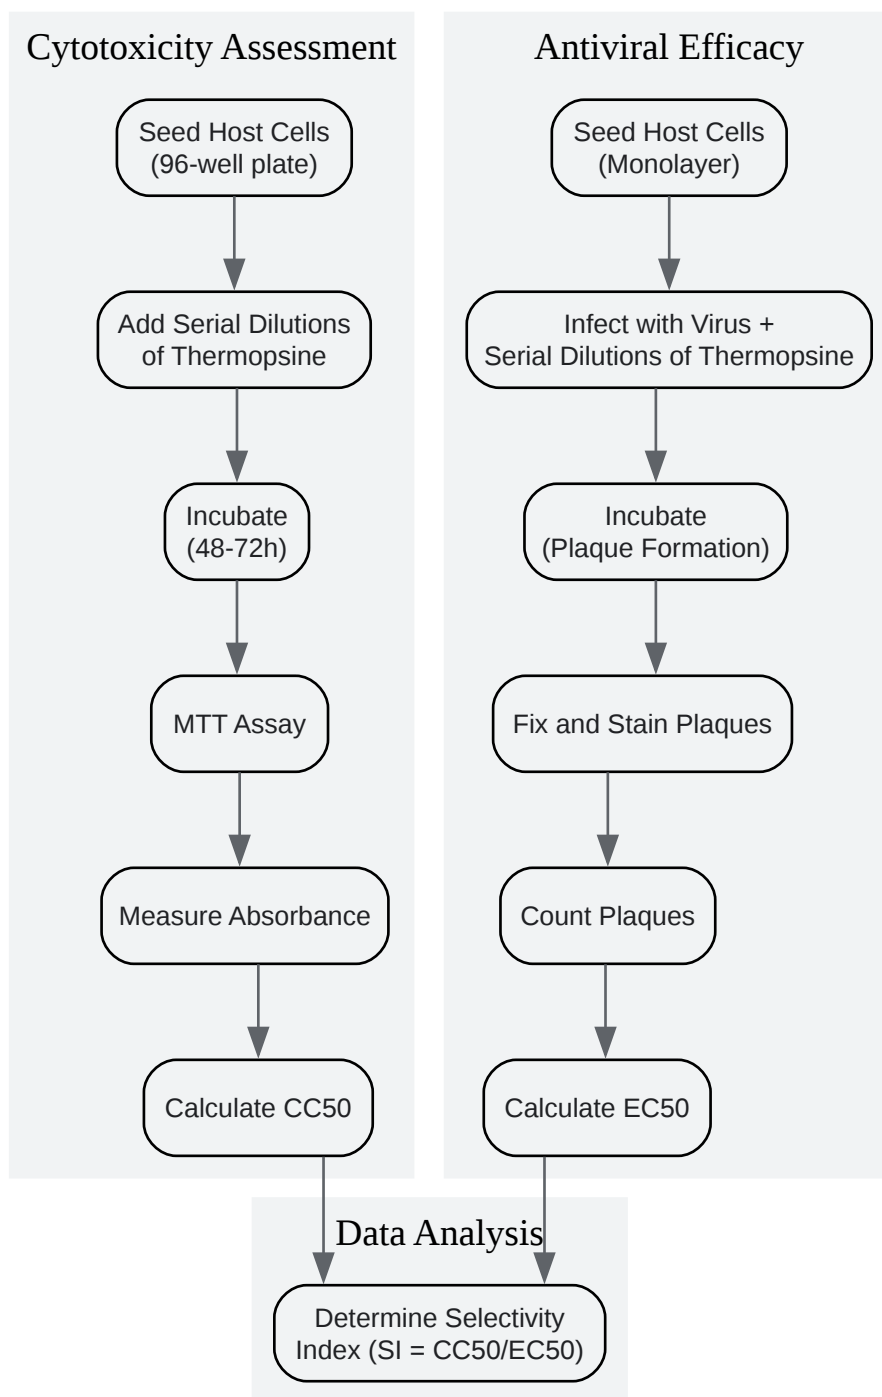 Cytotoxicity Assessment
Seed Host Cells
(96-well plate)
Add Serial Dilutions
of Thermopsine
Incubate
(48-72h)
MTT Assay
Measure Absorbance
Calculate CC50
Antiviral Efficacy
Seed Host Cells
(Monolayer)
Infect with Virus +
Serial Dilutions of Thermopsine
Incubate
(Plaque Formation)
Fix and Stain Plaques
Count Plaques
Calculate EC50
Data Analysis
Determine Selectivity
Index (SI = CC50/EC50)